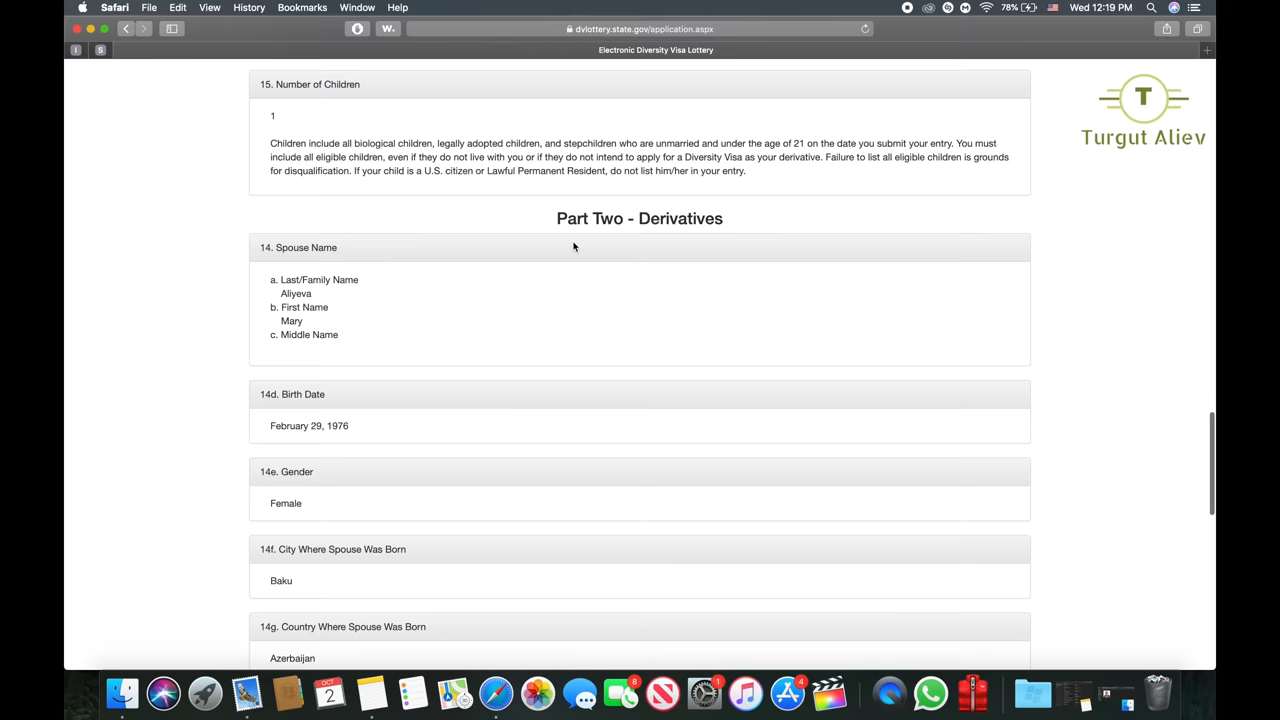 Safari File Edit View History Bookmarks Window Help 78% Wed 12:19 PM
W. dvlottery.state.gov/application.aspx
I S Electronic Diversity Visa Lottery
15. Number of Children
1
Children include all biological children, legally adopted children, and stepchildren who are unmarried and under the age of 21 on the date you submit your entry. You must
include all eligible children, even if they do not live with you or if they do not intend to apply for a Diversity Visa as your derivative. Failure to list all eligible children is grounds
for disqualification. If your child is a U.S. citizen or Lawful Permanent Resident, do not list him/her in your entry.
T
Turgut Aliev
Part Two - Derivatives
14. Spouse Name
a. Last/Family Name
Aliyeva
b. First Name
Mary
c. Middle Name
14d. Birth Date
February 29, 1976
14e. Gender
Female
14f. City Where Spouse Was Born
Baku
14g. Country Where Spouse Was Born
Azerbaijan
OCT
2
8
1
4